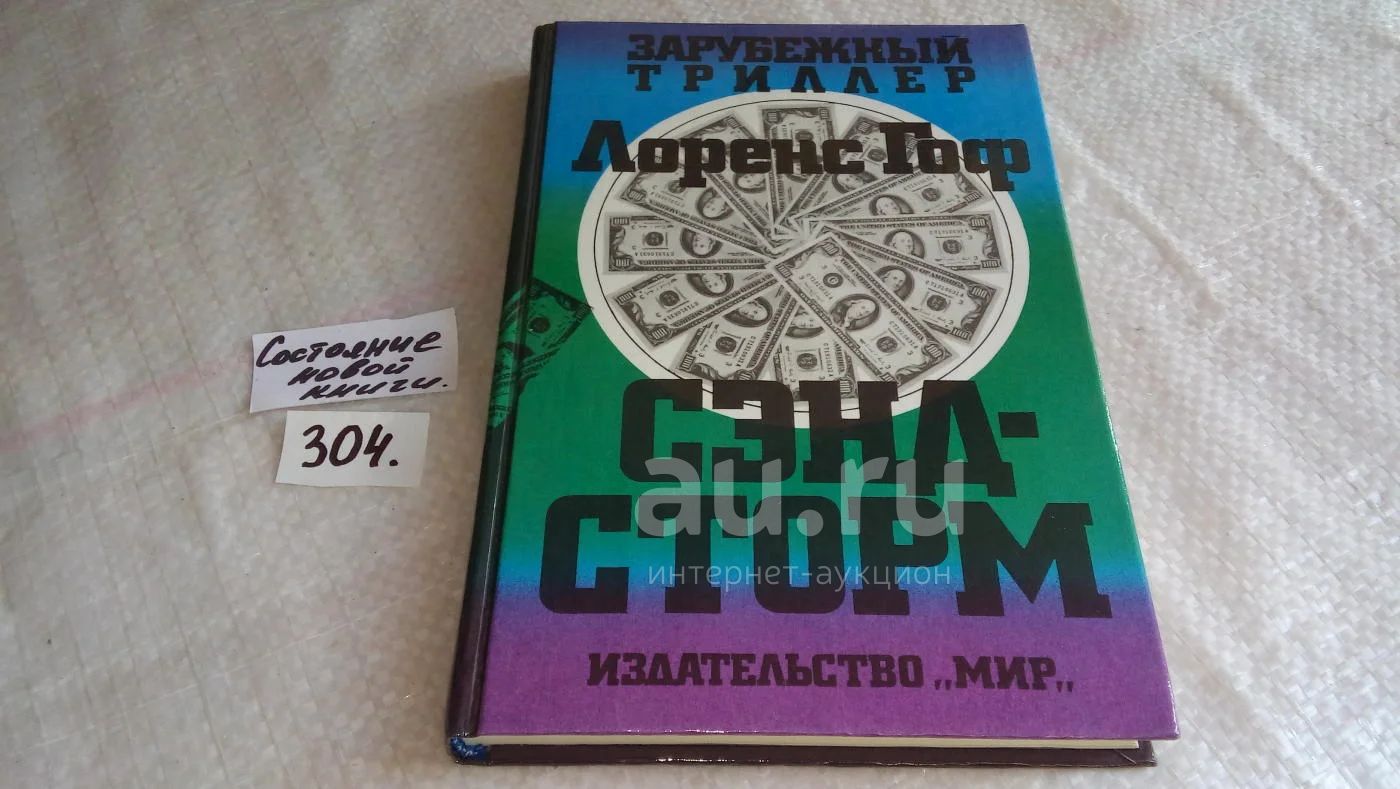 ЗАРУБЕЖНЫЙ
ТРИЛЛЕР
Лоренс Гоф
СЭНД-
СТОРМ
ИЗДАТЕЛЬСТВО „МИР„
Состояние
новой
книги.
304.
au.ru
интернет-аукцион